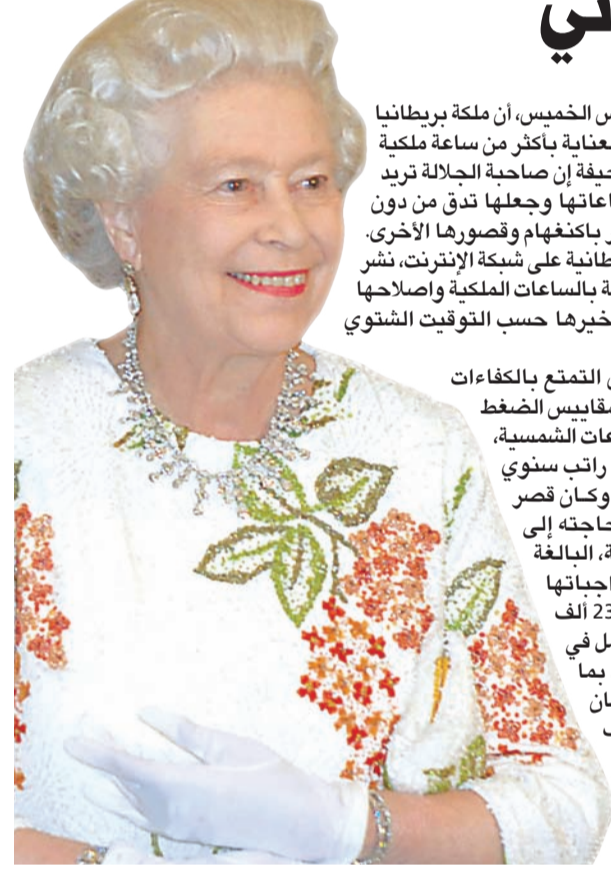 س الخميس، أن ملكة بريطانيا
عناية بأكثر من ساعة ملكية
حيفة إن صاحبة الجلالة تريد
اعاتها وجعلها تدق من دون
ر باكنغهام وقصورها الأخرى.
طانية على شبكة الإنترنت، نشر
ة بالساعات الملكية واصلاحها
خيرها حسب التوقيت الشتوي
التمتع بالكفاءات
مقاييس الضغط
عات الشمسية،
راتب سنوي
وكـان قصر
حاجته إلى
ة، البالغة
اجباتها
23 ألف
ل في
بما
ان